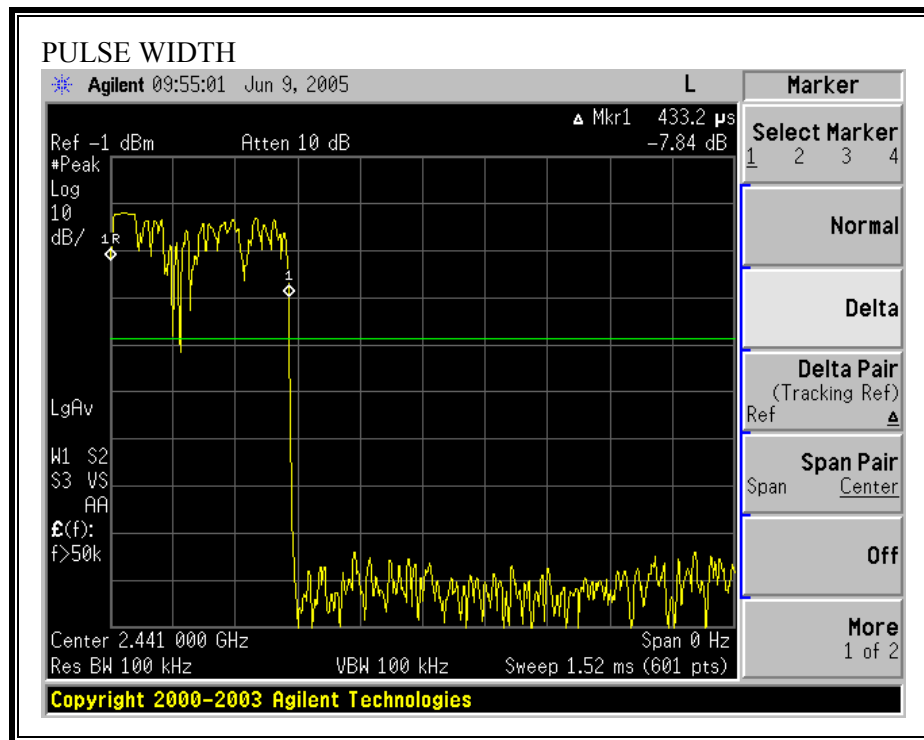 PULSE WIDTH
Agilent 09:55:01 Jun 9, 2005 L
Δ Mkr1 433.2 µs
Ref –1 dBm Atten 10 dB –7.84 dB
#Peak
Log
10
dB/
1R
1
LgAv
W1 S2
S3 VS
AA
£(f):
f>50k
Center 2.441 000 GHz Span 0 Hz
Res BW 100 kHz VBW 100 kHz Sweep 1.52 ms (601 pts)
Copyright 2000–2003 Agilent Technologies
Marker
Select Marker
1 2 3 4
Normal
Delta
Delta Pair
(Tracking Ref)
Ref Δ
Span Pair
Span Center
Off
More
1 of 2